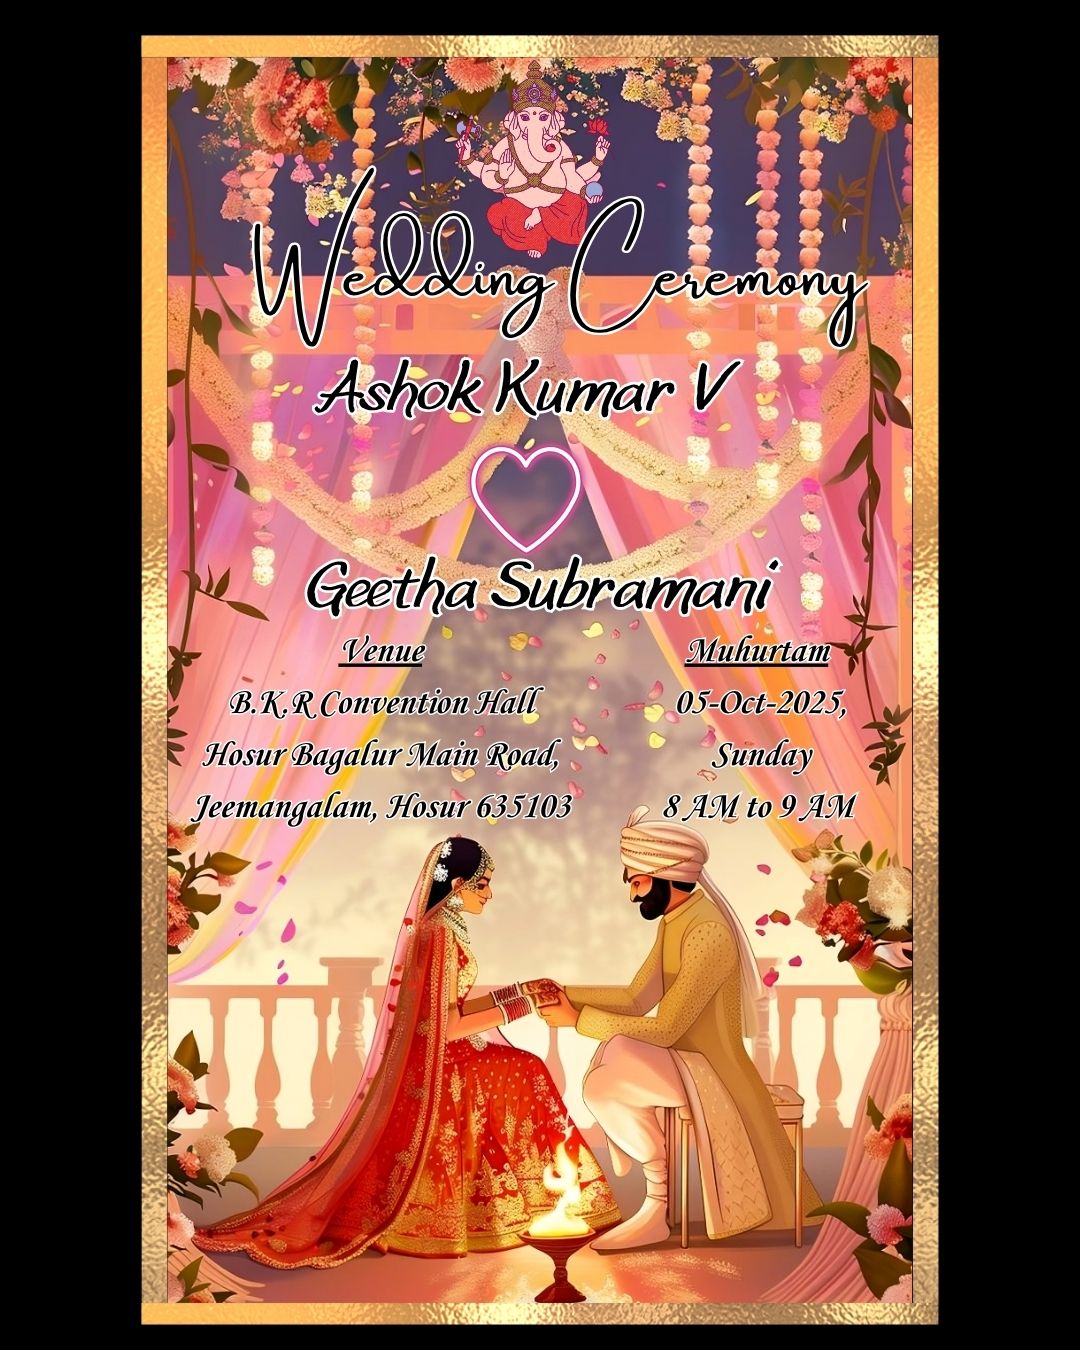 Wedding Ceremony
Ashok Kumar V
Geetha Subramani
Venue
B.K.R Convention Hall
Hosur Bagalur Main Road,
Jeemangalam, Hosur 635103
Muhurtam
05-Oct-2025,
Sunday
8 AM to 9 AM